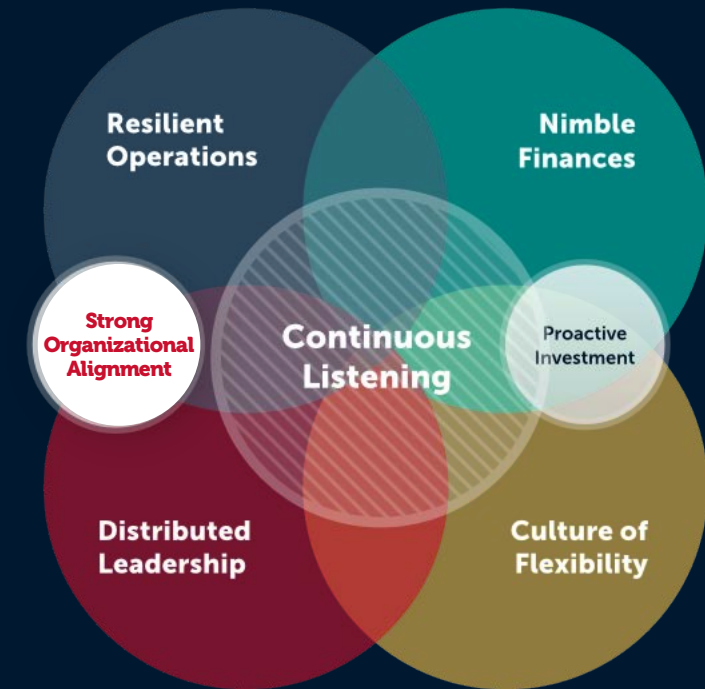 Resilient
Operations
Nimble
Finances
Strong
Organizational
Alignment
Continuous
Listening
Proactive
Investment
Distributed
Leadership
Culture of
Flexibility